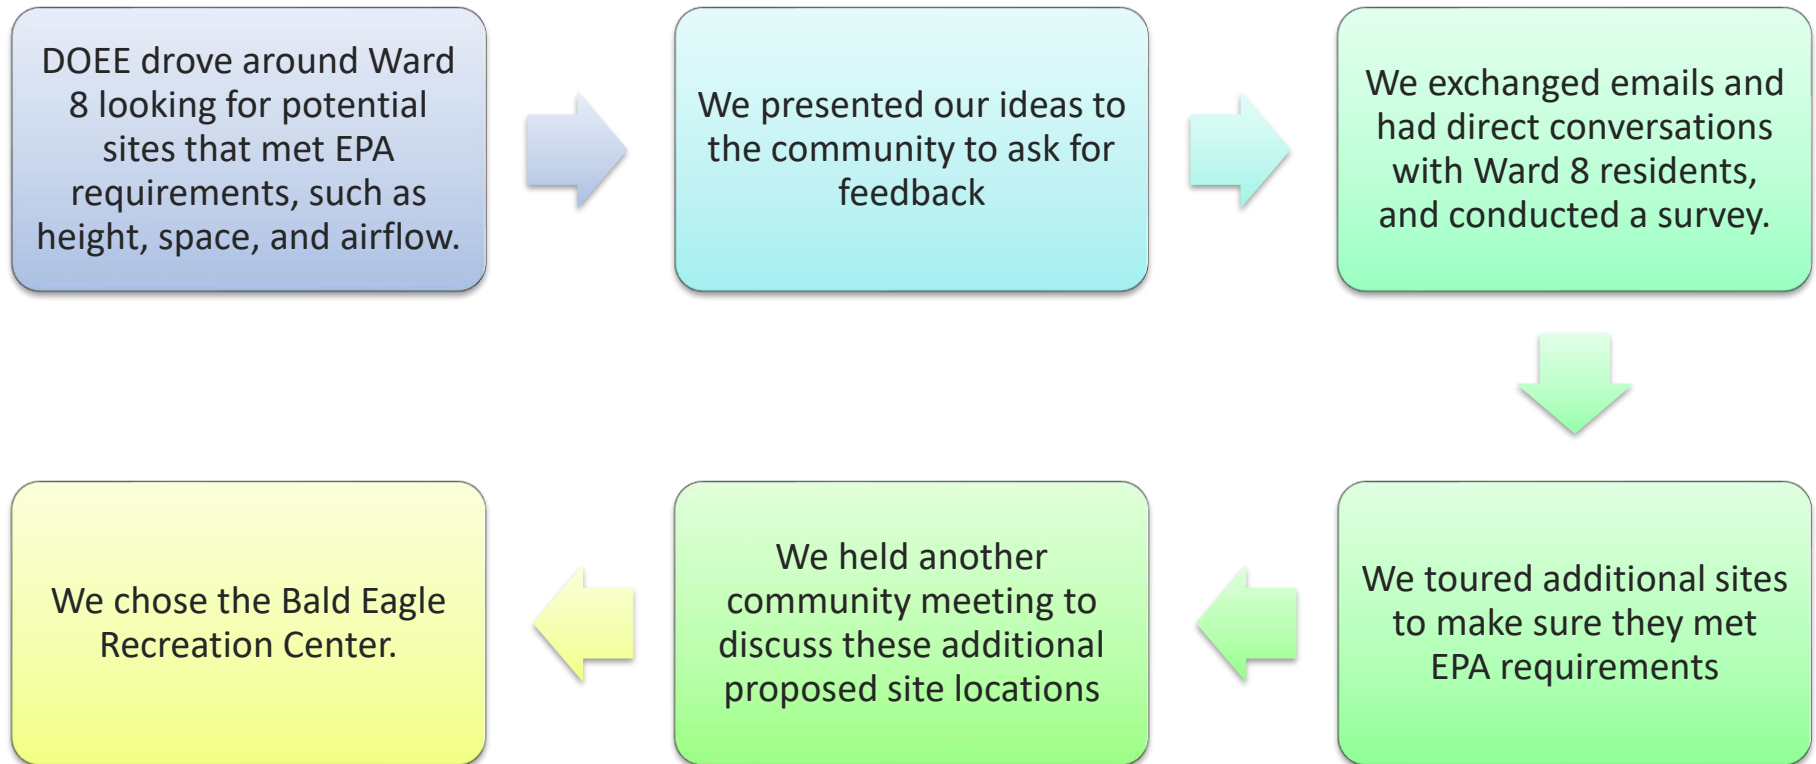 DOEE drove around Ward
8 looking for potential
sites that met EPA
requirements, such as
height, space, and airflow.
We presented our ideas to
the community to ask for
feedback
We exchanged emails and
had direct conversations
with Ward 8 residents,
and conducted a survey.
We toured additional sites
to make sure they met
EPA requirements
We held another
community meeting to
discuss these additional
proposed site locations
We chose the Bald Eagle
Recreation Center.